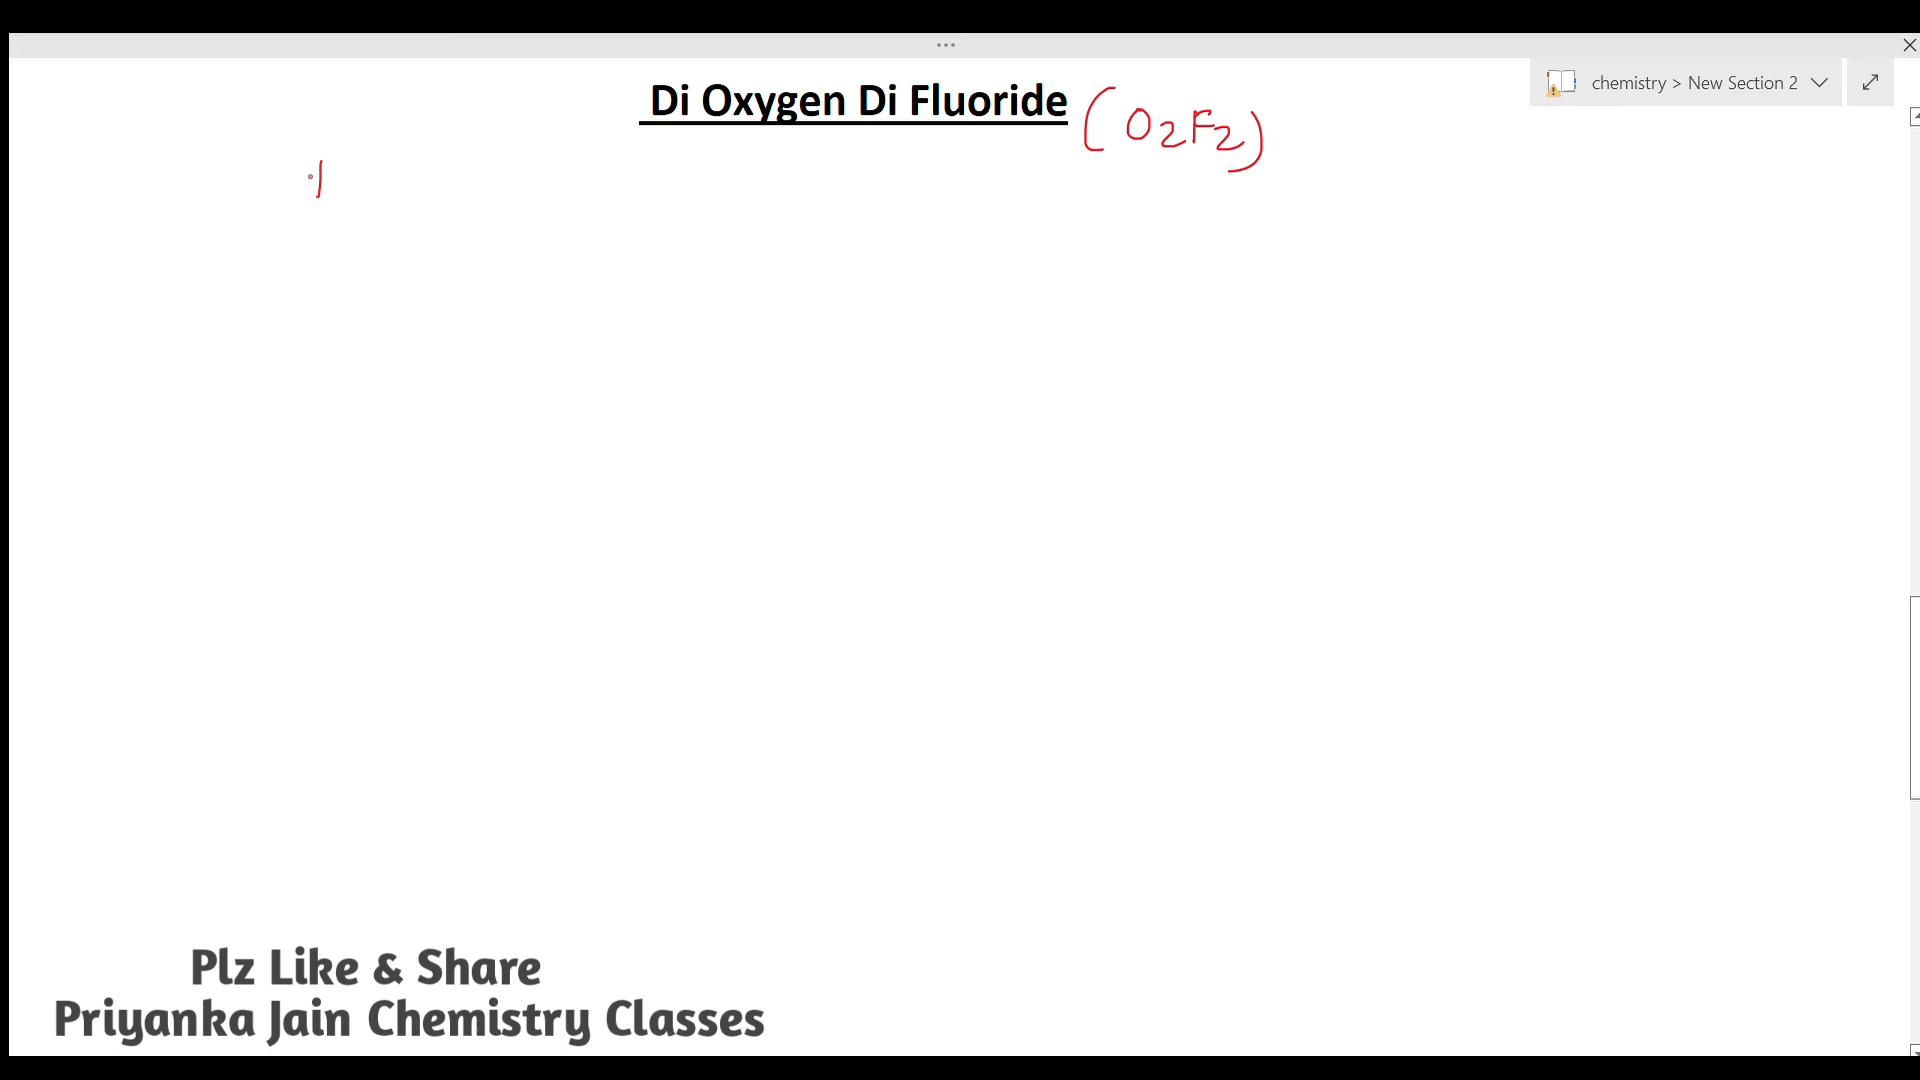 chemistry > New Section 2
Di Oxygen Di Fluoride (O2F2)
Plz Like & Share
Priyanka Jain Chemistry Classes